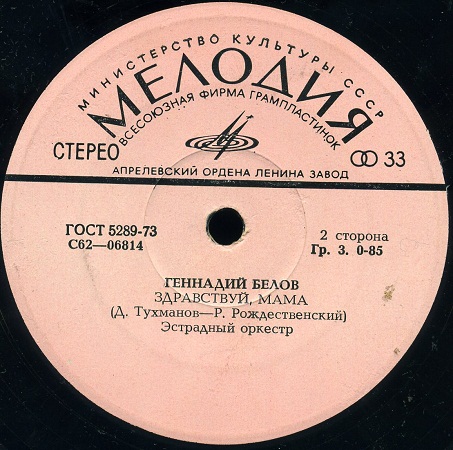 МИНИСТЕРСТВО КУЛЬТУРЫ СССР
МЕЛОДИЯ
ВСЕСОЮЗНАЯ ФИРМА ГРАМПЛАСТИНОК
СТЕРЕО
33
АПРЕЛЕВСКИЙ ОРДЕНА ЛЕНИНА ЗАВОД
ГОСТ 5289-73
С62—06814
2 сторона
Гр. 3. 0-85
ГЕННАДИЙ БЕЛОВ
ЗДРАВСТВУЙ, МАМА
(Д. Тухманов—Р. Рождественский)
Эстрадный оркестр